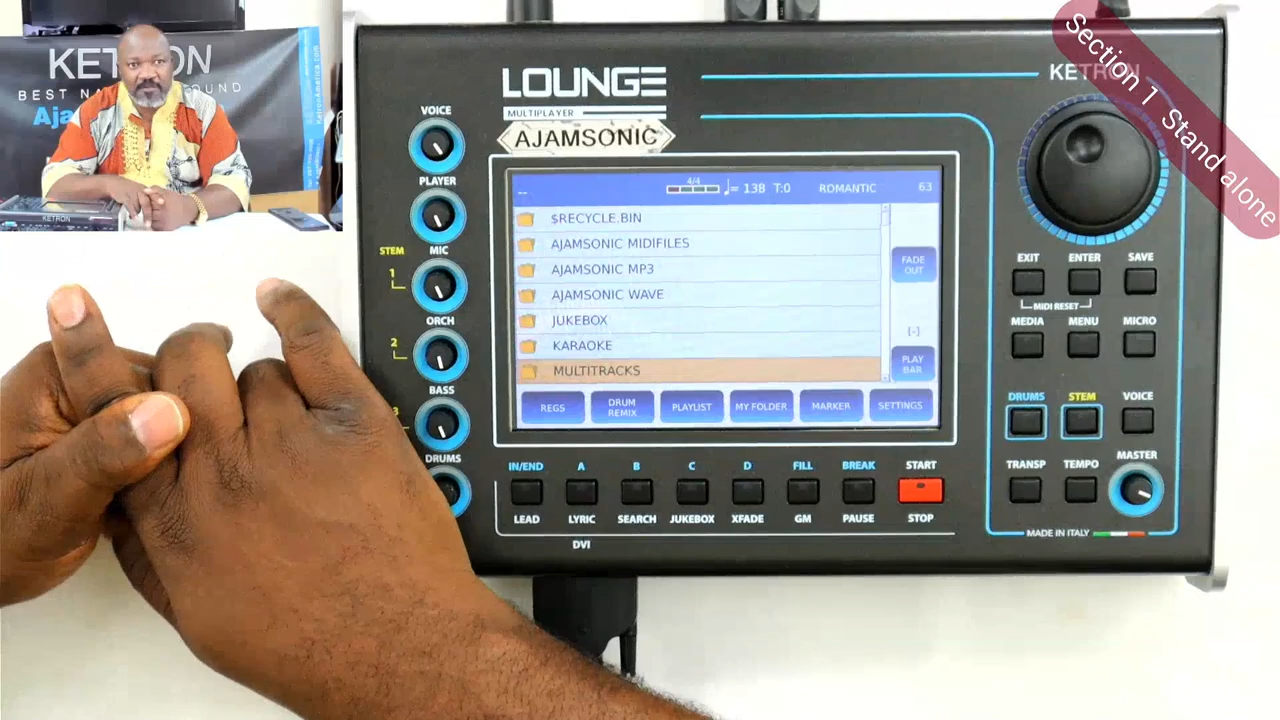 KETRON
BEST NA SOUND
Aja
KetronAmerica.com
KETRON
Section 1 Stand alone
LOUNGE
MULTIPLAYER
AJAMSONIC
KETRON
VOICE
PLAYER
MIC
STEM
1
ORCH
2
BASS
3
DRUMS
--
4/4
♩= 138 T:0 ROMANTIC 63
$RECYCLE.BIN
AJAMSONIC MIDIFILES
AJAMSONIC MP3
AJAMSONIC WAVE
JUKEBOX
KARAOKE
MULTITRACKS
FADE
OUT
[-]
PLAY
BAR
REGS
DRUM
REMIX
PLAYLIST
MY FOLDER
MARKER
SETTINGS
IN/END A B C D FILL BREAK START
LEAD LYRIC SEARCH JUKEBOX XFADE GM PAUSE STOP
DVI
EXIT ENTER SAVE
MIDI RESET
MEDIA MENU MICRO
DRUMS STEM VOICE
TRANSP TEMPO MASTER
MADE IN ITALY